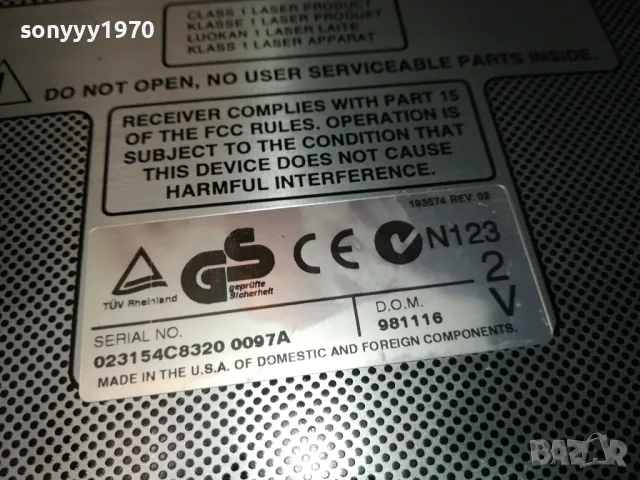 sonyyy1970
CLASS 1 LASER PRODUCT
KLASSE 1 LASER PRODUKT
LUOKAN 1 LASER LAITE
KLASS 1 LASER APPARAT
DO NOT OPEN, NO USER SERVICEABLE PARTS INSIDE.
RECEIVER COMPLIES WITH PART 15
OF THE FCC RULES. OPERATION IS
SUBJECT TO THE CONDITION THAT
THIS DEVICE DOES NOT CAUSE
HARMFUL INTERFERENCE.
193674 REV. 02
TÜV Rheinland
GS
geprüfte
Sicherheit
CE
N123
2
V
SERIAL NO.
023154C8320 0097A
D.O.M.
981116
MADE IN THE U.S.A. OF DOMESTIC AND FOREIGN COMPONENTS.
BAZAR
bg